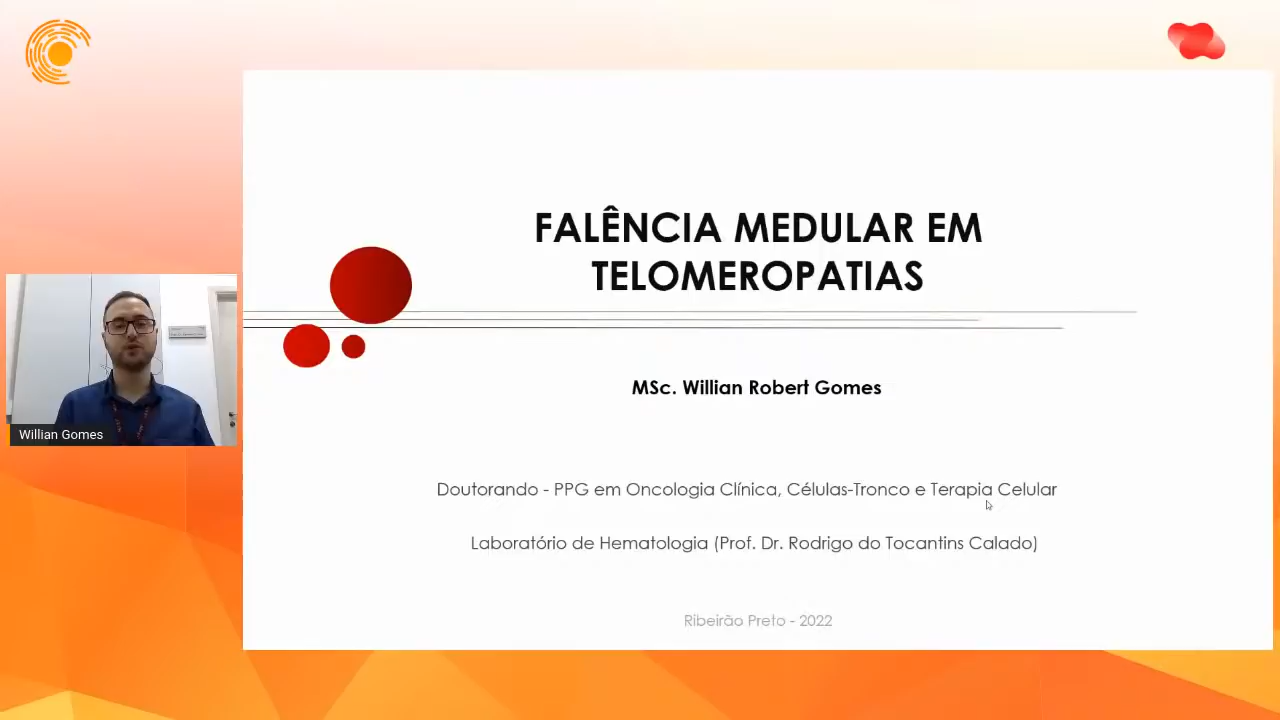 FALÊNCIA MEDULAR EM
TELOMEROPATIAS
MSc. Willian Robert Gomes
Willian Gomes
Doutorando - PPG em Oncologia Clínica, Células-Tronco e Terapia Celular
Laboratório de Hematologia (Prof. Dr. Rodrigo do Tocantins Calado)
Ribeirão Preto - 2022